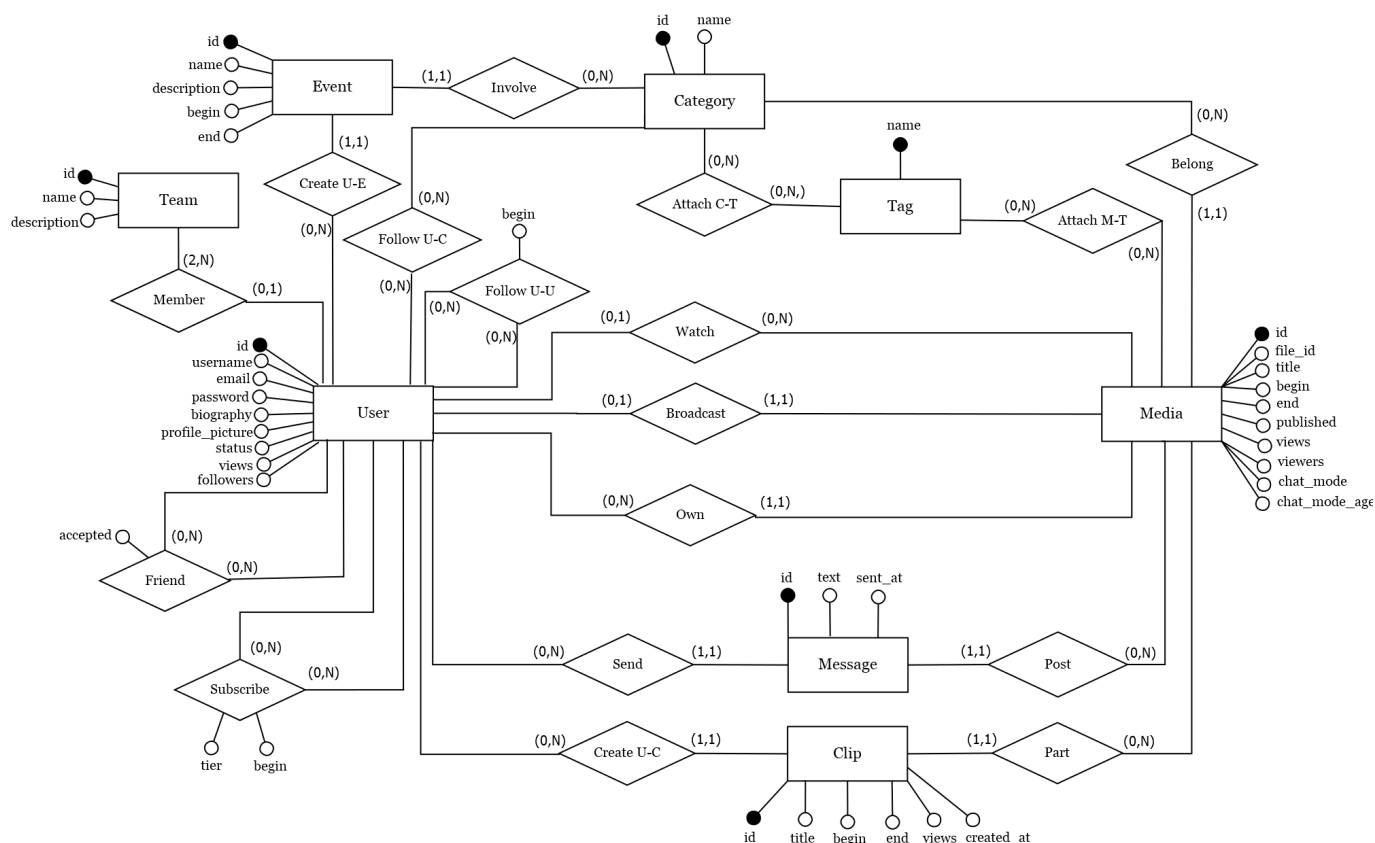 id
name
id
name
description
begin
end
Event
(1,1)
Involve
(0,N)
Category
(1,1)
Create U-E
(0,N)
id
name
description
Team
(2,N)
Member
(0,1)
(0,N)
Follow U-C
(0,N)
begin
Follow U-U
(0,N)
(0,N)
(0,N)
Attach C-T
(0,N,)
name
Tag
(0,N)
Attach M-T
(0,N)
(0,N)
Belong
(1,1)
(0,1)
Watch
(0,N)
(0,1)
Broadcast
(1,1)
(0,N)
Own
(1,1)
id
username
email
password
biography
profile_picture
status
views
followers
User
Media
id
file_id
title
begin
end
published
views
viewers
chat_mode
chat_mode_age
accepted
(0,N)
Friend
(0,N)
(0,N)
Subscribe
(0,N)
tier
begin
id
text
sent_at
(0,N)
Send
(1,1)
Message
(1,1)
Post
(0,N)
(0,N)
Create U-C
(1,1)
Clip
(1,1)
Part
(0,N)
id
title
begin
end
views
created_at